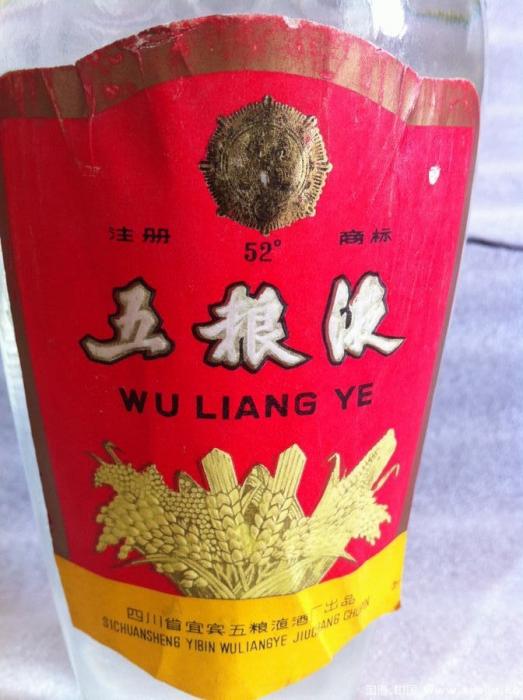 注册 商标
52°
五粮液
WU LIANG YE
四川省宜宾五粮液酒厂出品
SICHUANSHENG YIBIN WULIANGYE JIUCHANG CHUPIN